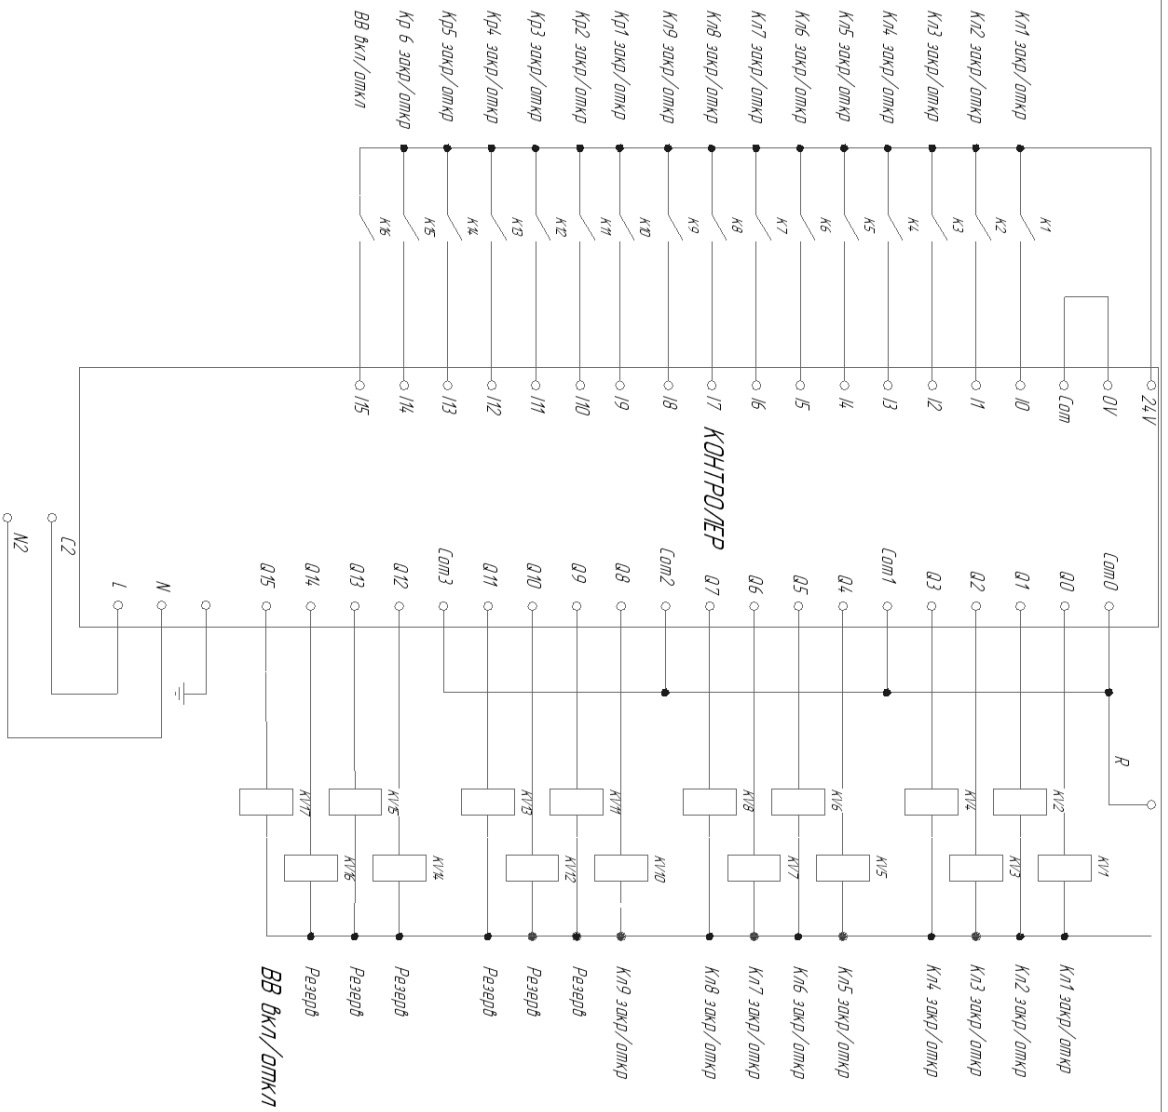 Кл1 закр/откр
Кл2 закр/откр
Кл3 закр/откр
Кл4 закр/откр
Кл5 закр/откр
Кл6 закр/откр
Кл7 закр/откр
Кл8 закр/откр
Кл9 закр/откр
Кр1 закр/откр
Кр2 закр/откр
Кр3 закр/откр
Кр4 закр/откр
Кр5 закр/откр
Кр 6 закр/откр
ВВ вкл/откл
К1
К2
К3
К4
К5
К6
К7
К8
К9
К10
К11
К12
К13
К14
К15
К16
24V
0V
Com
I0
I1
I2
I3
I4
I5
I6
I7
I8
I9
I10
I11
I12
I13
I14
I15
КОНТРОЛЕР
Com0
Q0
Q1
Q2
Q3
Com1
Q4
Q5
Q6
Q7
Com2
Q8
Q9
Q10
Q11
Com3
Q12
Q13
Q14
Q15
N
L
C2
N2
R
KV1
KV2
KV3
KV4
KV5
KV6
KV7
KV8
KV10
KV11
KV12
KV13
KV14
KV15
KV16
KV17
Кл1 закр/откр
Кл2 закр/откр
Кл3 закр/откр
Кл4 закр/откр
Кл5 закр/откр
Кл6 закр/откр
Кл7 закр/откр
Кл8 закр/откр
Кл9 закр/откр
Резерв
Резерв
Резерв
Резерв
Резерв
Резерв
ВВ вкл/откл